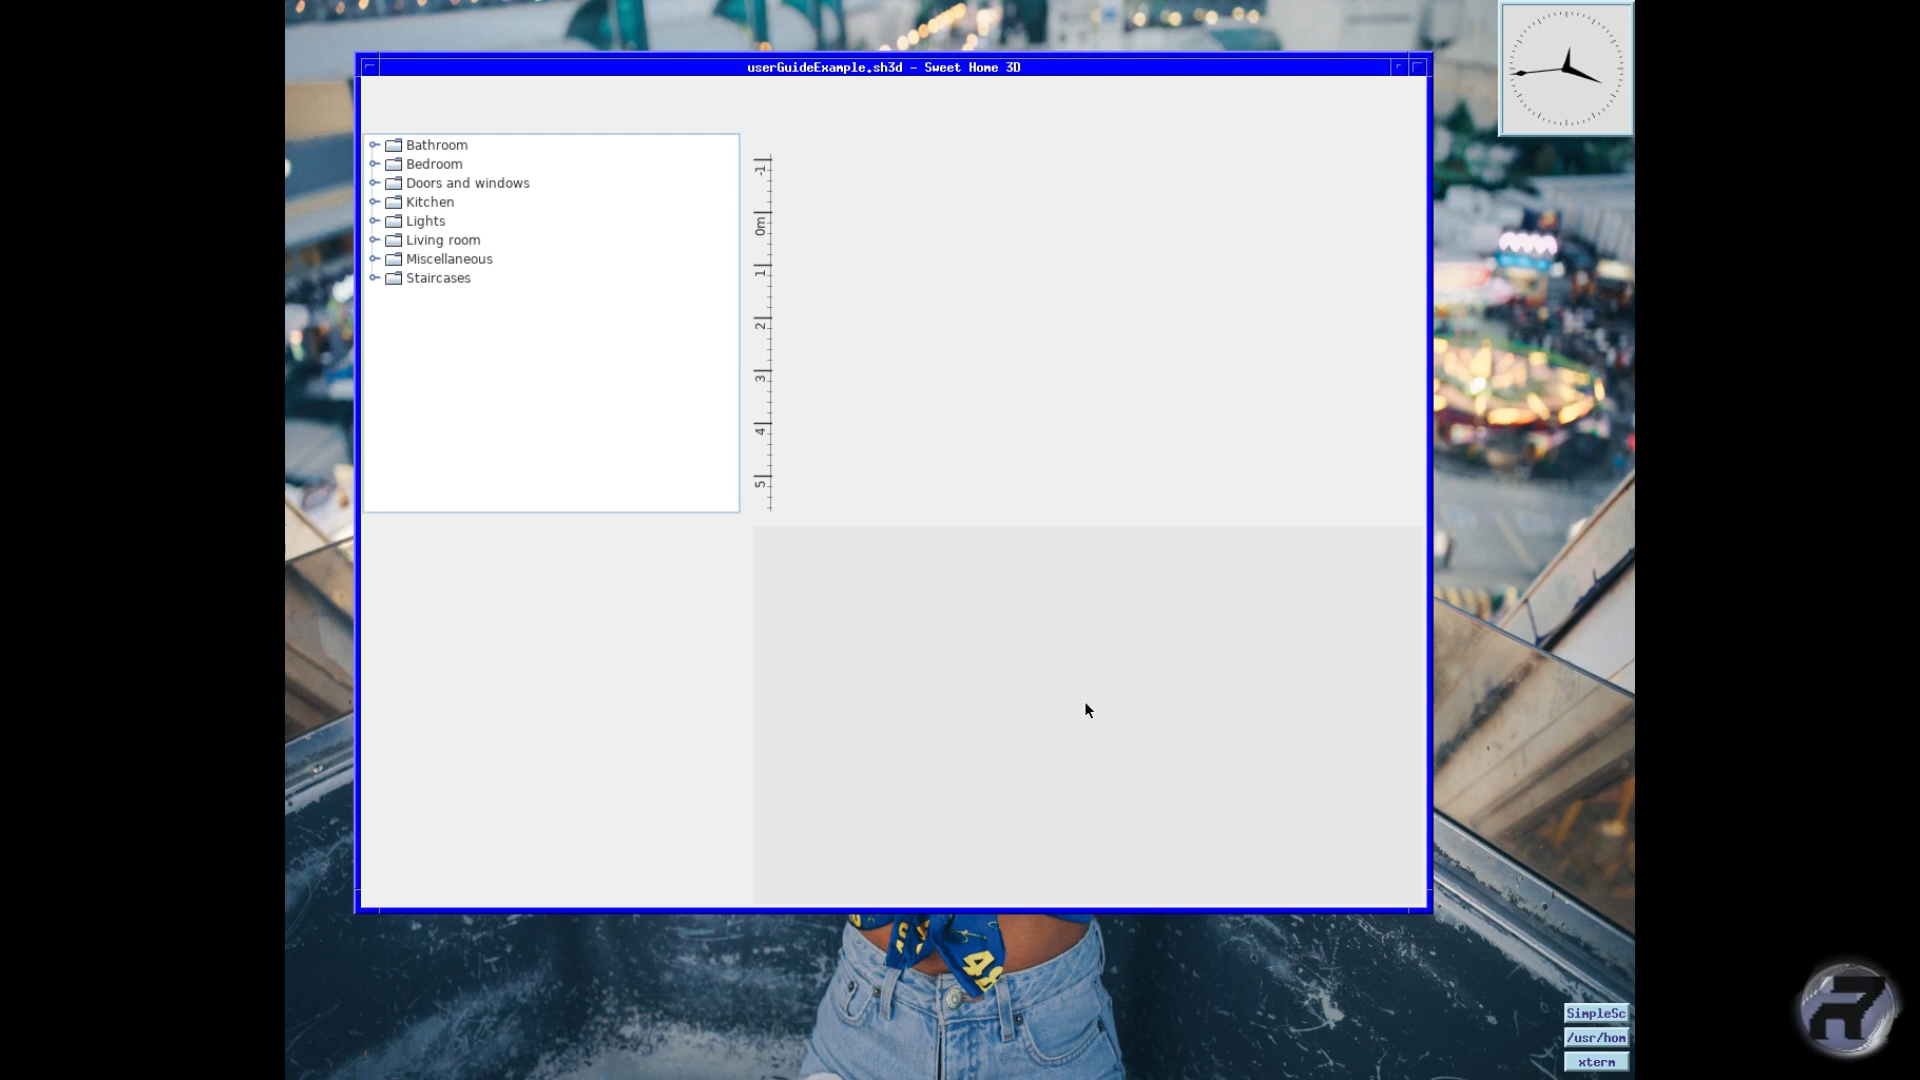 userGuideExample.sh3d - Sweet Home 3D
Bathroom
Bedroom
Doors and windows
Kitchen
Lights
Living room
Miscellaneous
Staircases
-1
0m
1
2
3
4
5
SimpleSc
/usr/hom
xterm